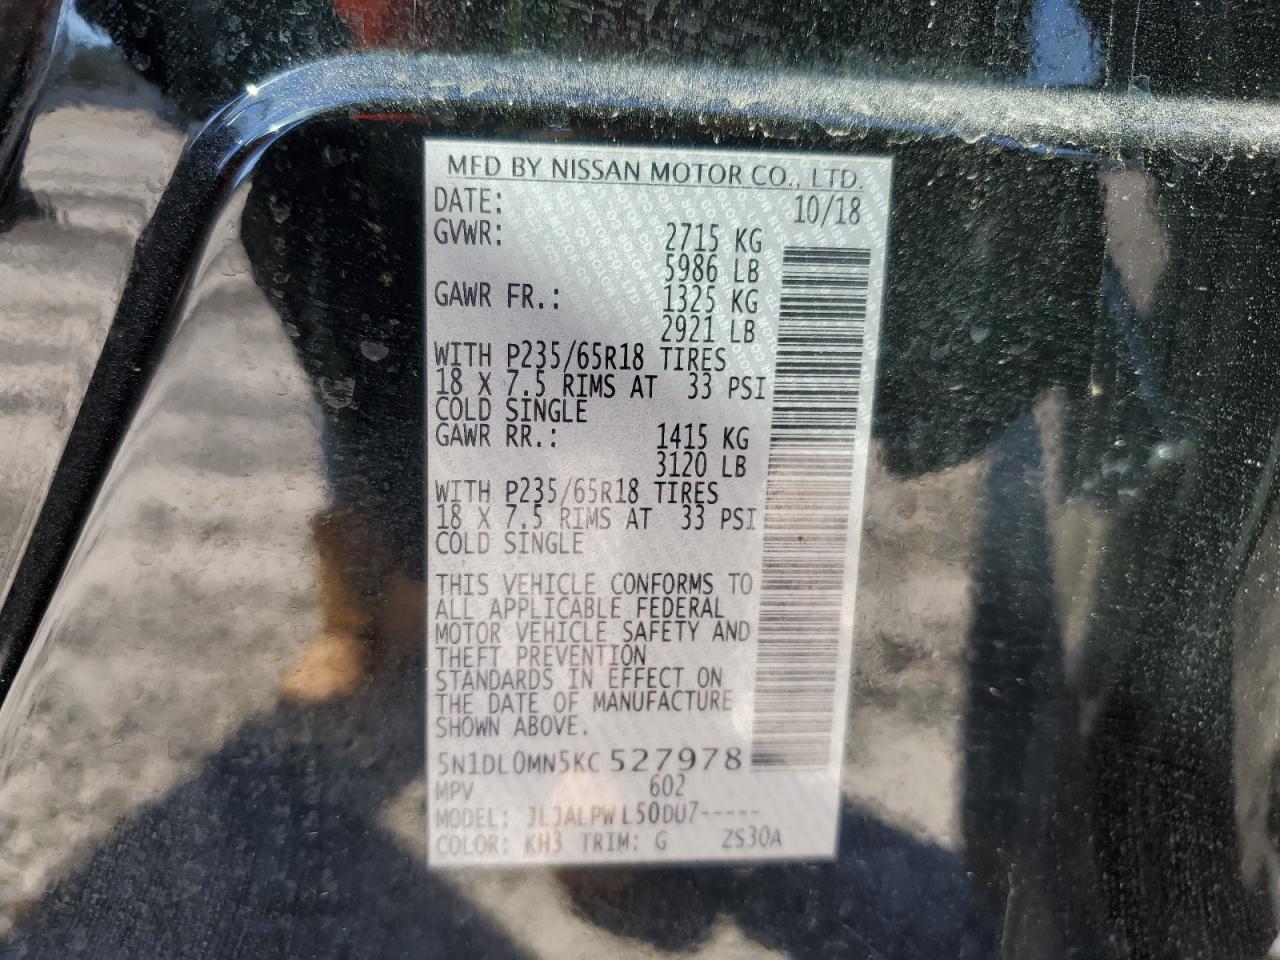 MFD BY NISSAN MOTOR CO., LTD.
DATE: 10/18
GVWR: 2715 KG
5986 LB
GAWR FR.: 1325 KG
2921 LB
WITH P235/65R18 TIRES
18 X 7.5 RIMS AT 33 PSI
COLD SINGLE
GAWR RR.: 1415 KG
3120 LB
WITH P235/65R18 TIRES
18 X 7.5 RIMS AT 33 PSI
COLD SINGLE
THIS VEHICLE CONFORMS TO
ALL APPLICABLE FEDERAL
MOTOR VEHICLE SAFETY AND
THEFT PREVENTION
STANDARDS IN EFFECT ON
THE DATE OF MANUFACTURE
SHOWN ABOVE.
5N1DL0MN5KC527978
MPV 602
MODEL: JLJALPWL50DU7-----
COLOR: KH3 TRIM: G ZS30A